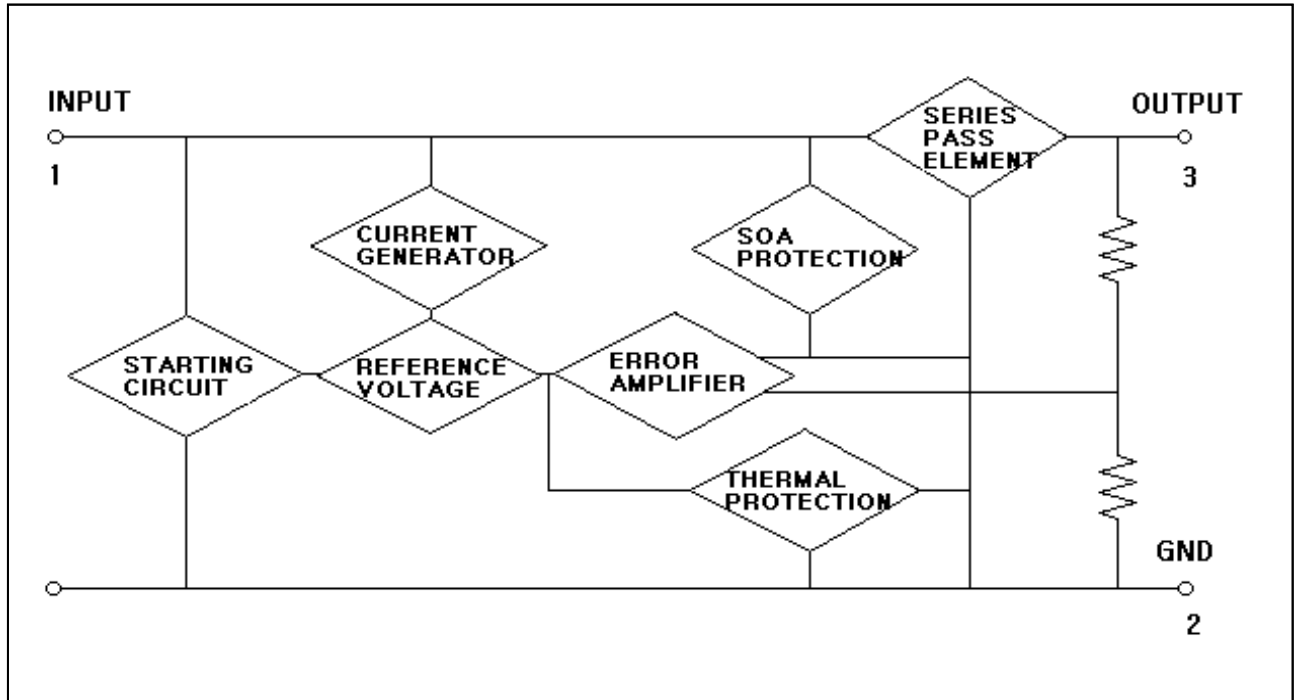 INPUT
1
OUTPUT
3
SERIES
PASS
ELEMENT
CURRENT
GENERATOR
SOA
PROTECTION
STARTING
CIRCUIT
REFERENCE
VOLTAGE
ERROR
AMPLIFIER
THERMAL
PROTECTION
GND
2